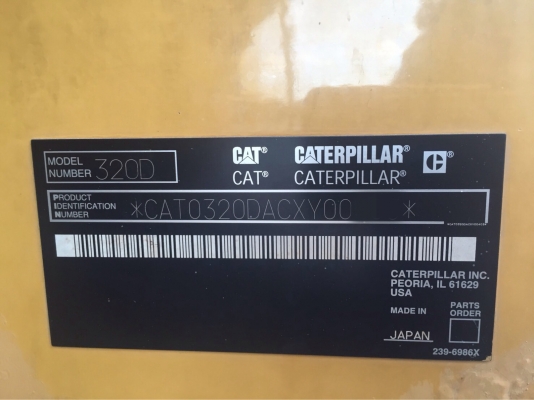 MODEL NUMBER 320D
CAT® CATERPILLAR® C®
CAT® CATERPILLAR®
PRODUCT IDENTIFICATION NUMBER *CAT0320DACXY00 *
CATERPILLAR INC.
PEORIA, IL 61629
USA
MADE IN JAPAN
PARTS ORDER
239-6986X